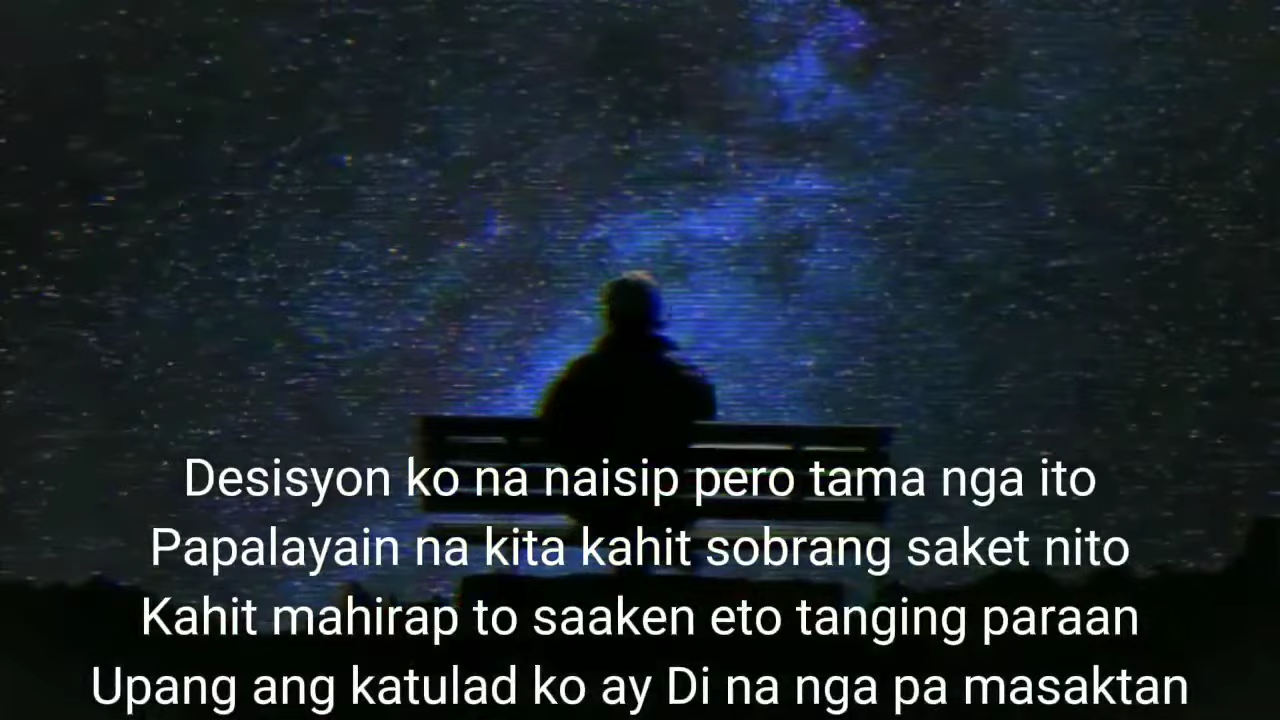 Desisyon ko na naisip pero tama nga ito
Papalayain na kita kahit sobrang saket nito
Kahit mahirap to saaken eto tanging paraan
Upang ang katulad ko ay Di na nga pa masaktan